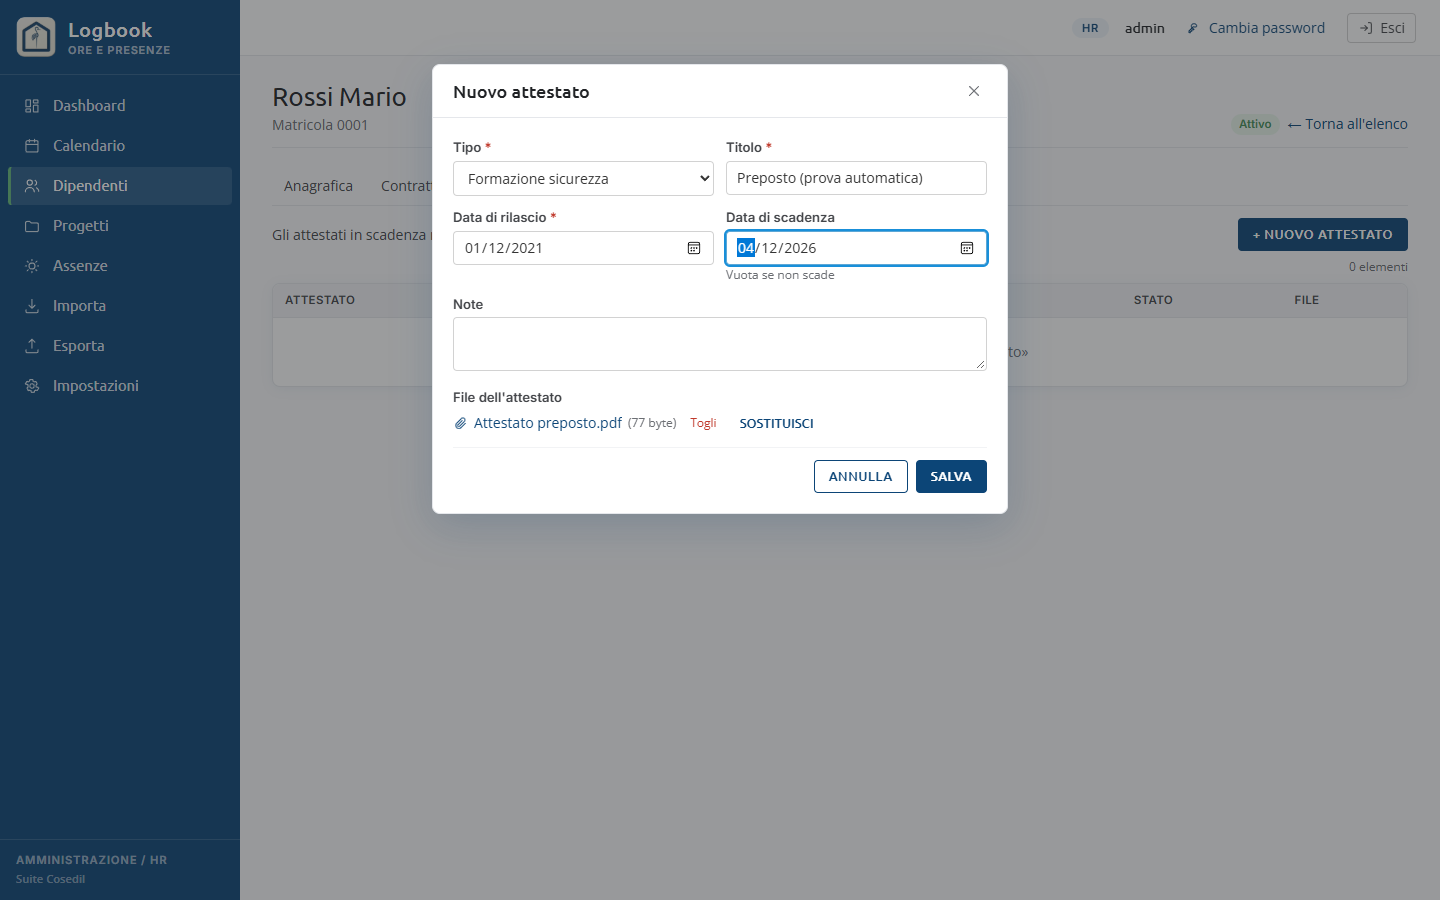 Logbook
ORE E PRESENZE
HR
admin
Cambia password
Esci
Dashboard
Calendario
Dipendenti
Progetti
Assenze
Importa
Esporta
Impostazioni
AMMINISTRAZIONE / HR
Suite Cosedil
Rossi Mario
Matricola 0001
Attivo
← Torna all'elenco
Anagrafica
Gli attestati in scadenza
+ NUOVO ATTESTATO
0 elementi
ATTESTATO
STATO
FILE
Nuovo attestato
Tipo *
Titolo *
Formazione sicurezza
Preposto (prova automatica)
Data di rilascio *
Data di scadenza
01/12/2021
04/12/2026
Vuota se non scade
Note
File dell'attestato
Attestato preposto.pdf (77 byte) Togli SOSTITUISCI
ANNULLA
SALVA